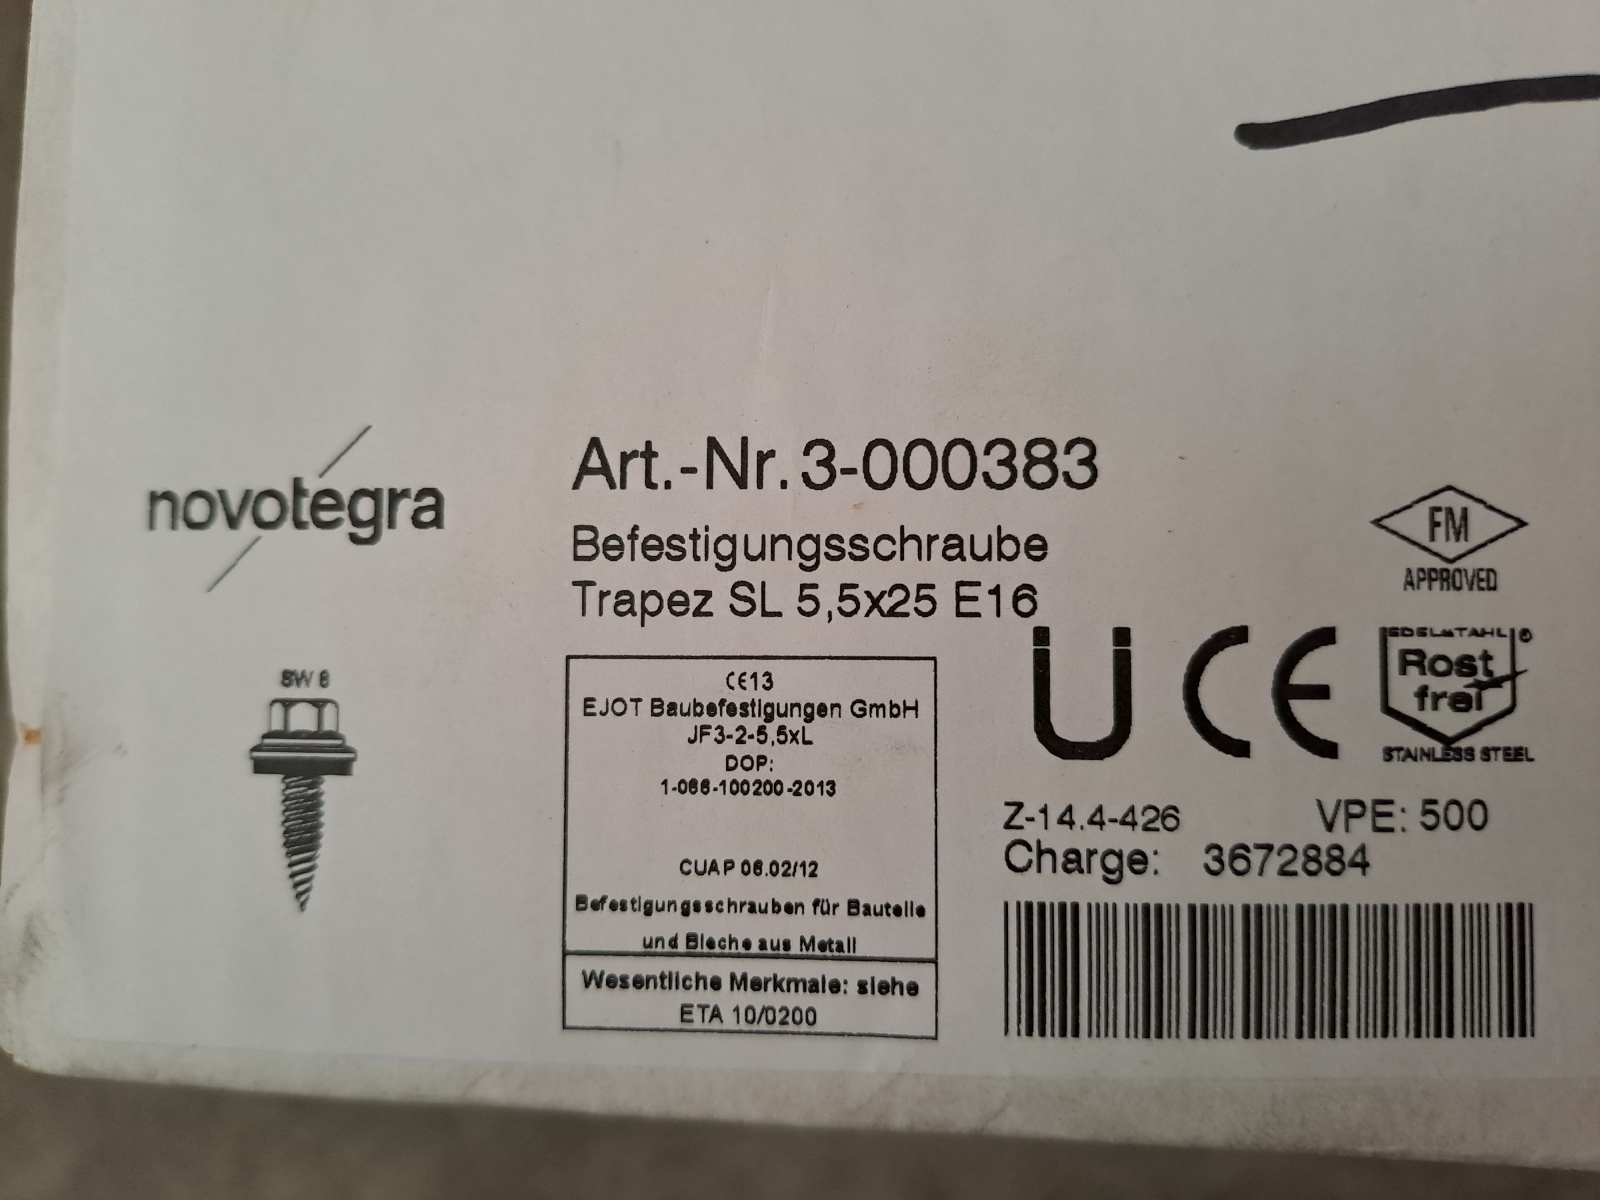 novotegra
Art.-Nr. 3-000383
Befestigungsschraube
Trapez SL 5,5x25 E16
SW 8
CE13
EJOT Baubefestigungen GmbH
JF3-2-5,5xL
DOP:
1-066-100200-2013
CUAP 06.02/12
Befestigungsschrauben für Bauteile
und Bleche aus Metall
Wesentliche Merkmale: siehe
ETA 10/0200
FM
APPROVED
Ü CE
EDELSTAHL ®
Rost
frei
STAINLESS STEEL
Z-14.4-426 VPE: 500
Charge: 3672884